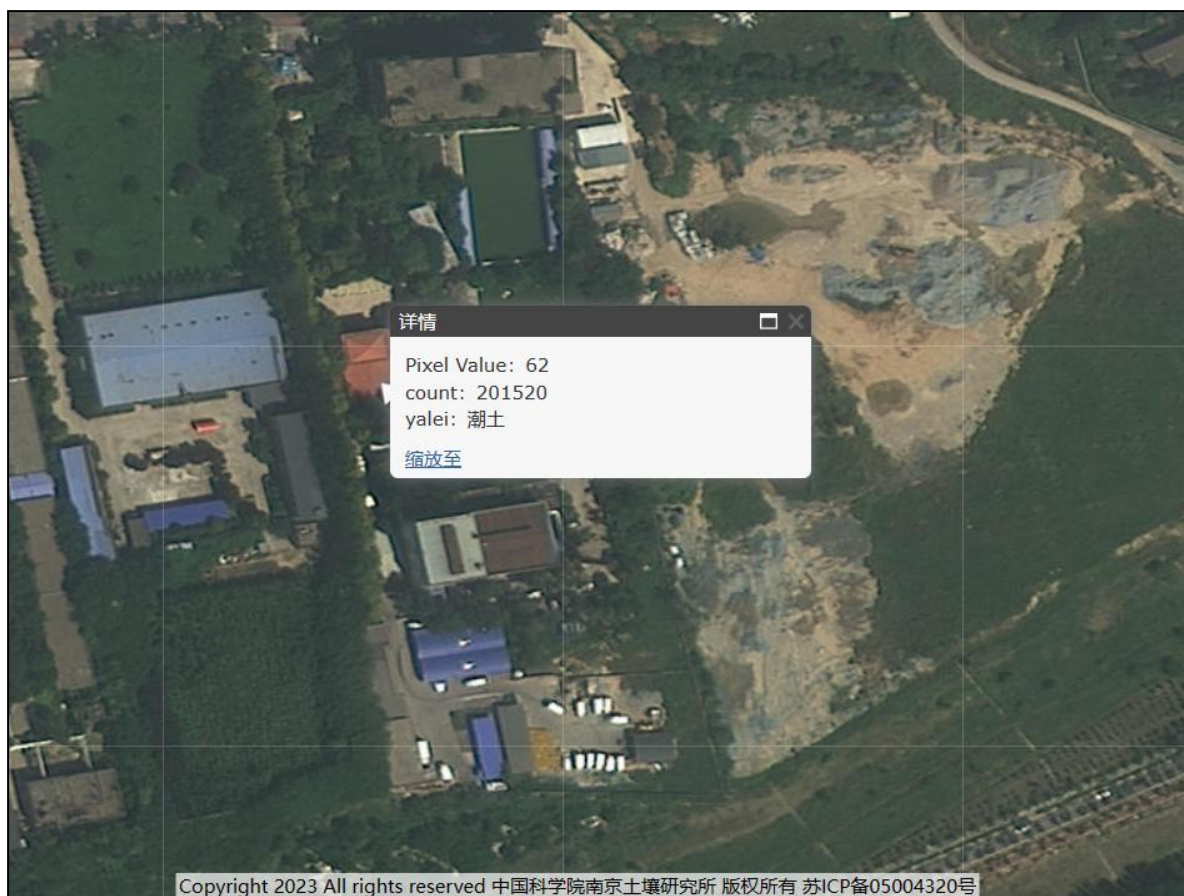 详情
Pixel Value: 62
count: 201520
yalei: 潮土
缩放至
Copyright 2023 All rights reserved 中国科学院南京土壤研究所 版权所有 苏ICP备05004320号